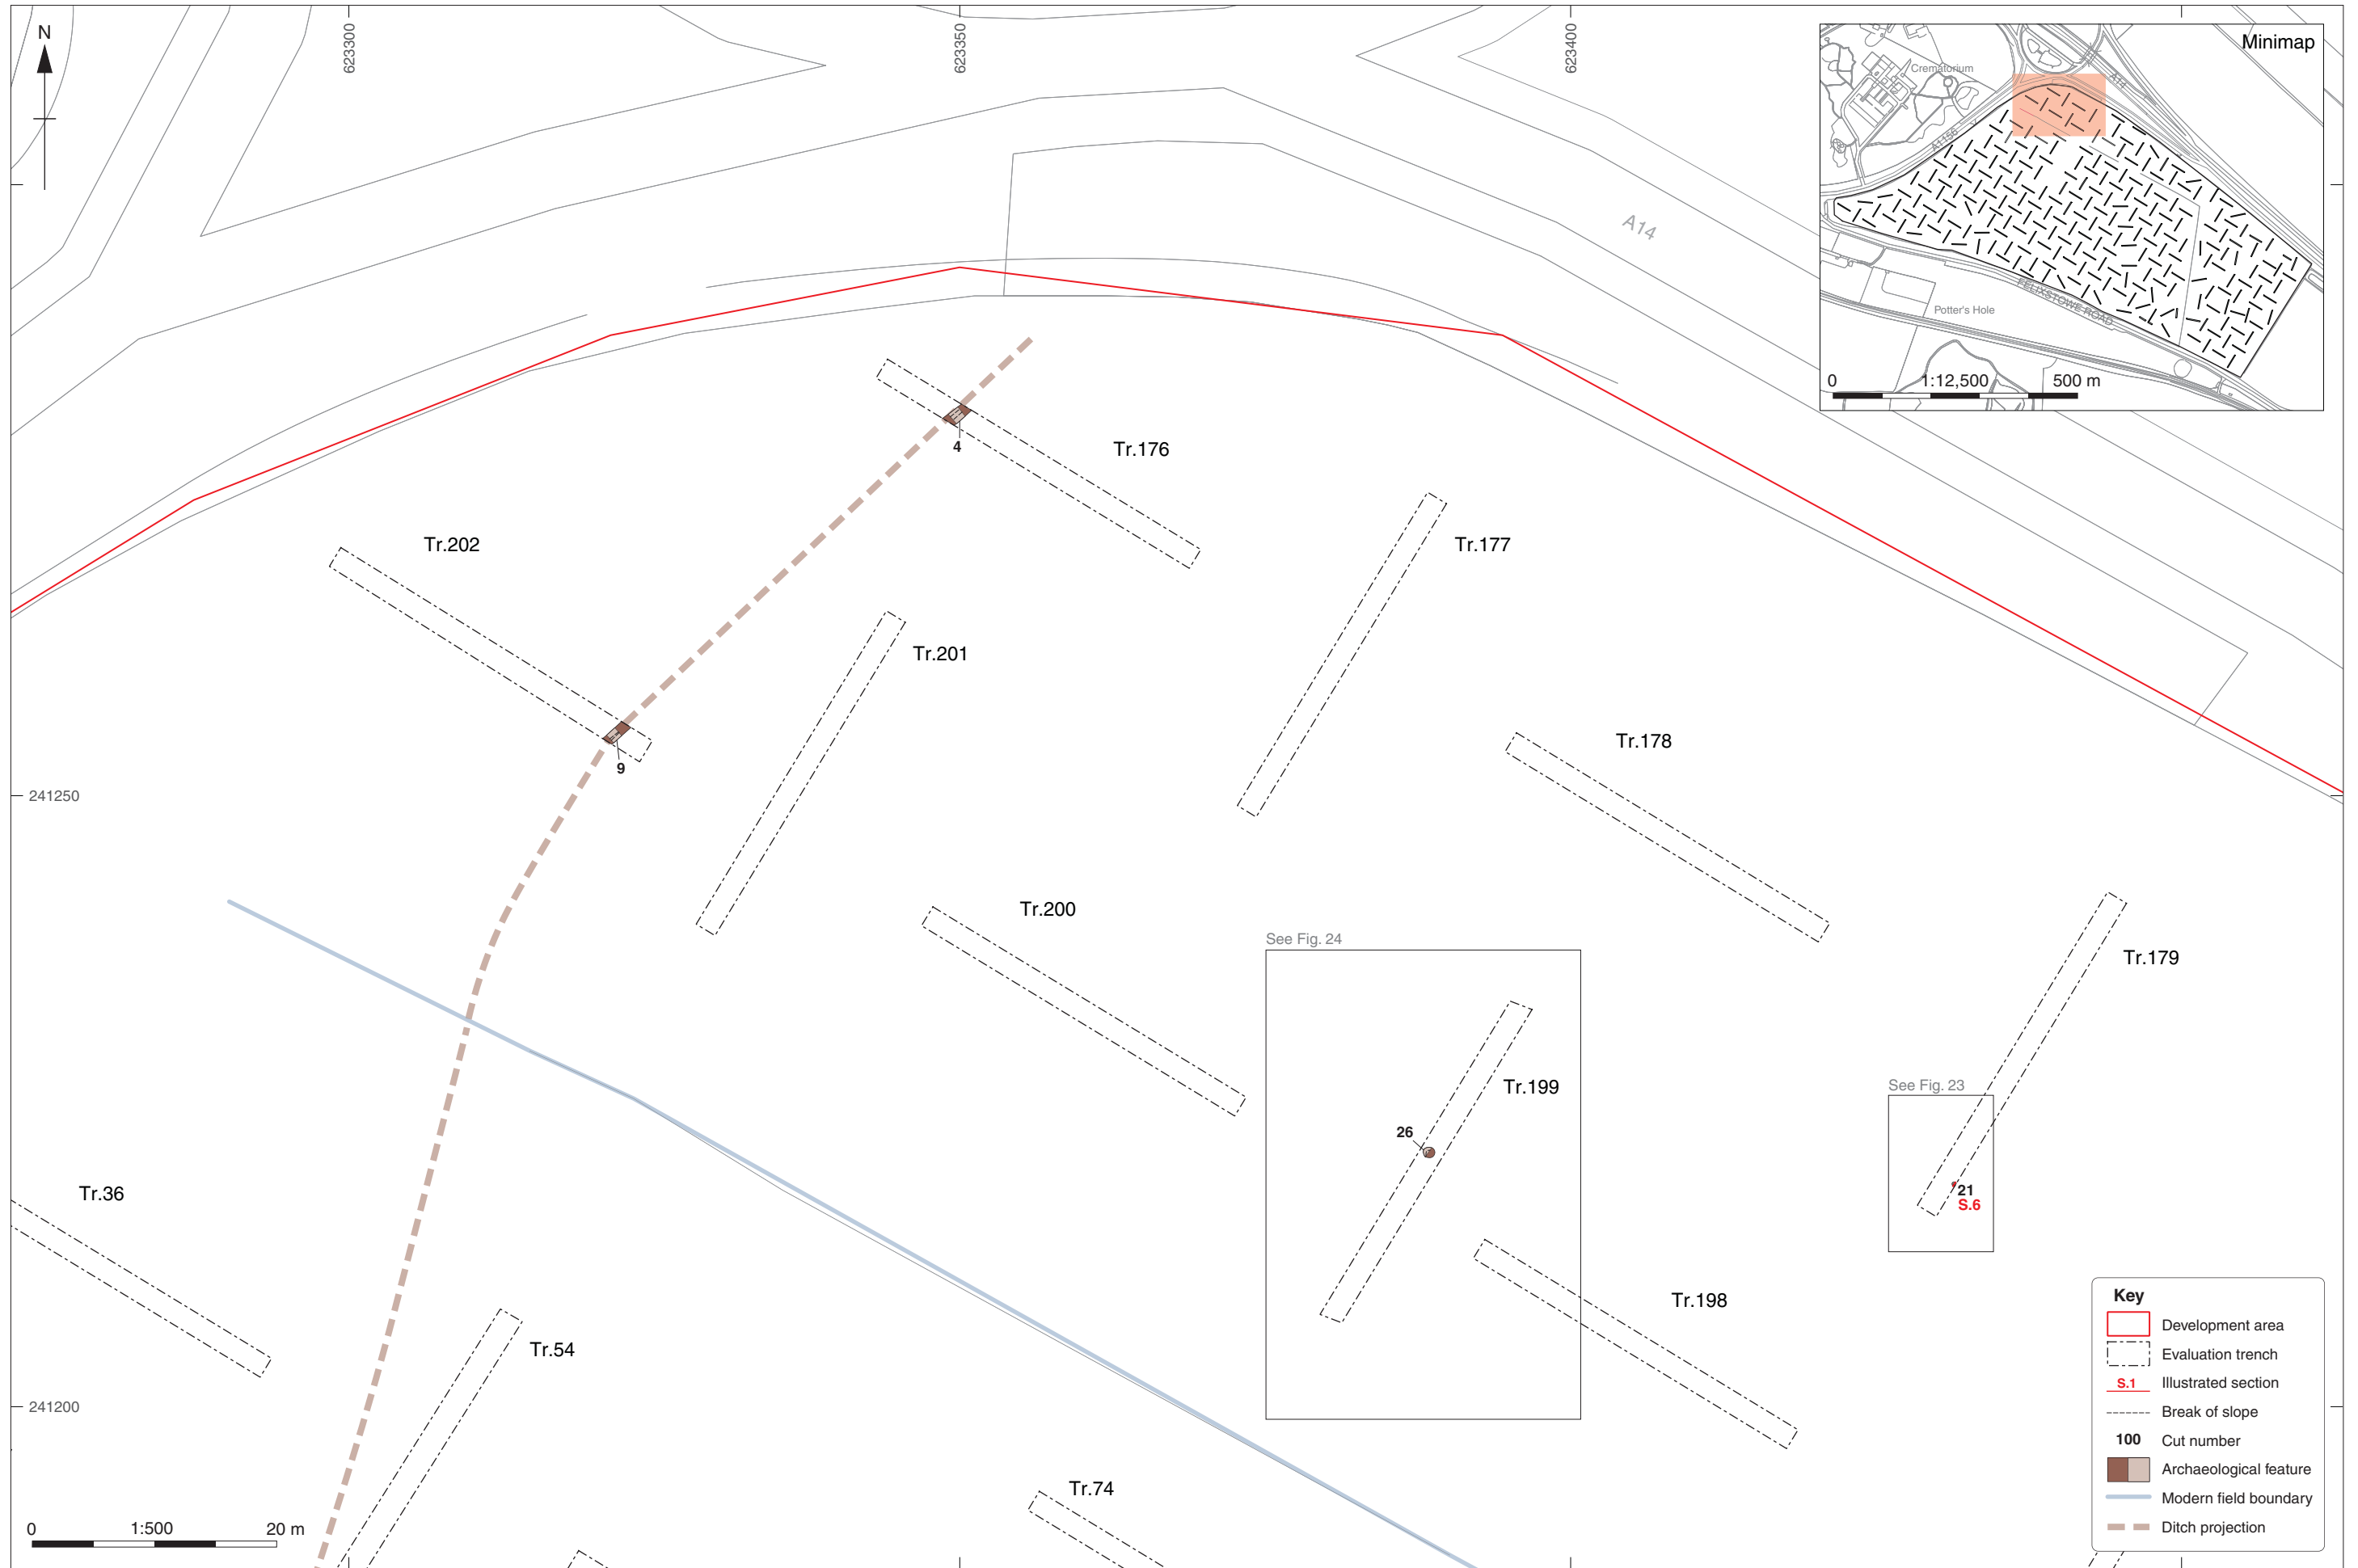 N
623300
623350
623400
Minimap
Crematorium
A14
A1156
FELIXSTOWE ROAD
Potter's Hole
0 1:12,500 500 m
A14
4
Tr.176
Tr.202
Tr.177
Tr.201
9
Tr.178
241250
Tr.200
See Fig. 24
Tr.179
Tr.199
See Fig. 23
26
21
S.6
Tr.36
Tr.198
Tr.54
241200
Tr.74
0 1:500 20 m
Key
Development area
S.1 Illustrated section
Evaluation trench
Break of slope
100 Cut number
Archaeological feature
Modern field boundary
Ditch projection